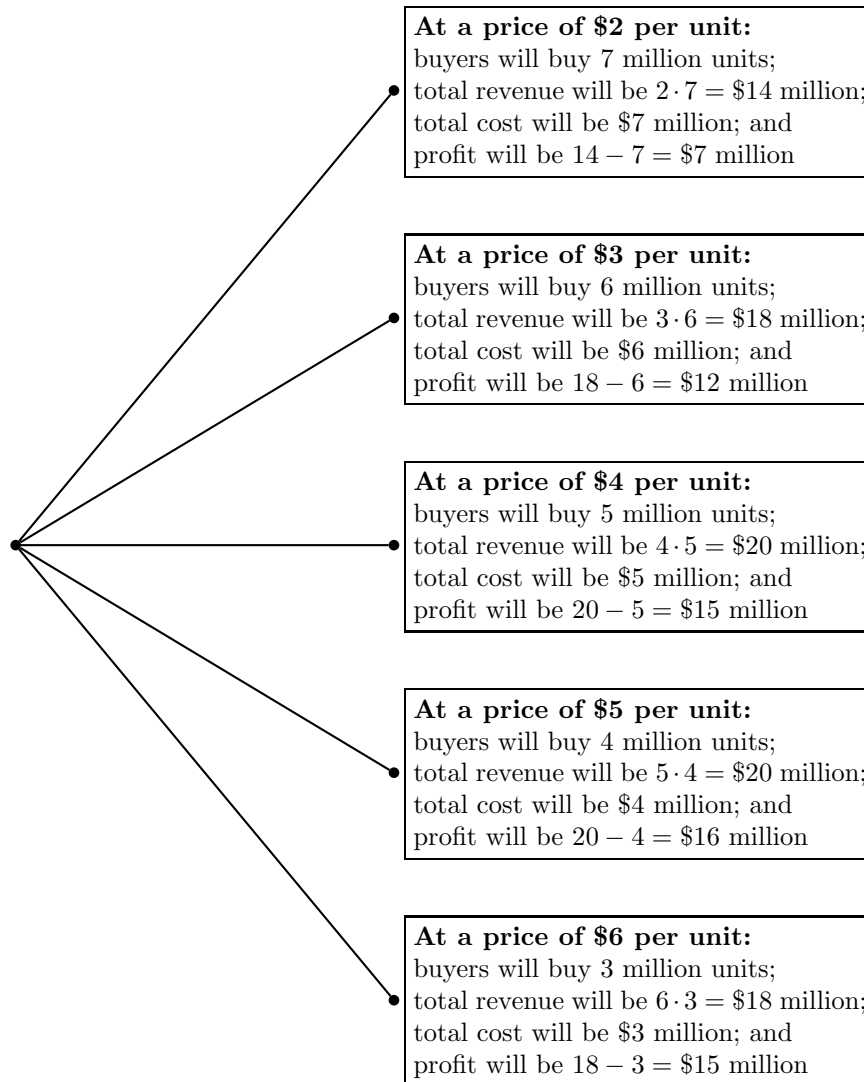 At a price of $2 per unit:
buyers will buy 7 million units;
total revenue will be 2 · 7 = $14 million;
total cost will be $7 million; and
profit will be 14 − 7 = $7 million
At a price of $3 per unit:
buyers will buy 6 million units;
total revenue will be 3 · 6 = $18 million;
total cost will be $6 million; and
profit will be 18 − 6 = $12 million
At a price of $4 per unit:
buyers will buy 5 million units;
total revenue will be 4 · 5 = $20 million;
total cost will be $5 million; and
profit will be 20 − 5 = $15 million
At a price of $5 per unit:
buyers will buy 4 million units;
total revenue will be 5 · 4 = $20 million;
total cost will be $4 million; and
profit will be 20 − 4 = $16 million
At a price of $6 per unit:
buyers will buy 3 million units;
total revenue will be 6 · 3 = $18 million;
total cost will be $3 million; and
profit will be 18 − 3 = $15 million